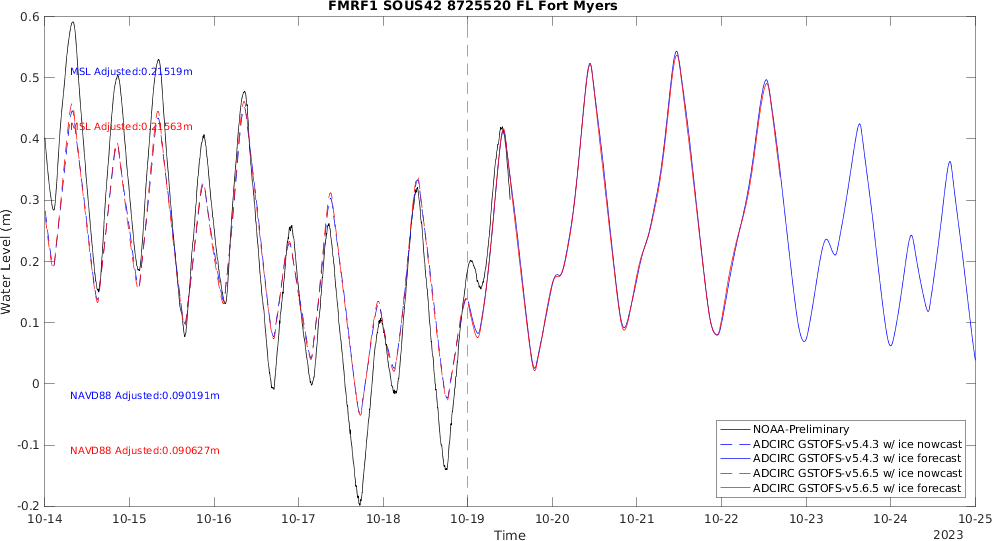 FMRF1 SOUS42 8725520 FL Fort Myers
0.6
0.5
0.4
0.3
0.2
0.1
0
-0.1
-0.2
Water Level (m)
MSL Adjusted:0.21519m
MSL Adjusted:0.21563m
NAVD88 Adjusted:0.090191m
NAVD88 Adjusted:0.090627m
NOAA-Preliminary
ADCIRC GSTOFS-v5.4.3 w/ ice nowcast
ADCIRC GSTOFS-v5.4.3 w/ ice forecast
ADCIRC GSTOFS-v5.6.5 w/ ice nowcast
ADCIRC GSTOFS-v5.6.5 w/ ice forecast
10-14 10-15 10-16 10-17 10-18 10-19 10-20 10-21 10-22 10-23 10-24 10-25
Time
2023